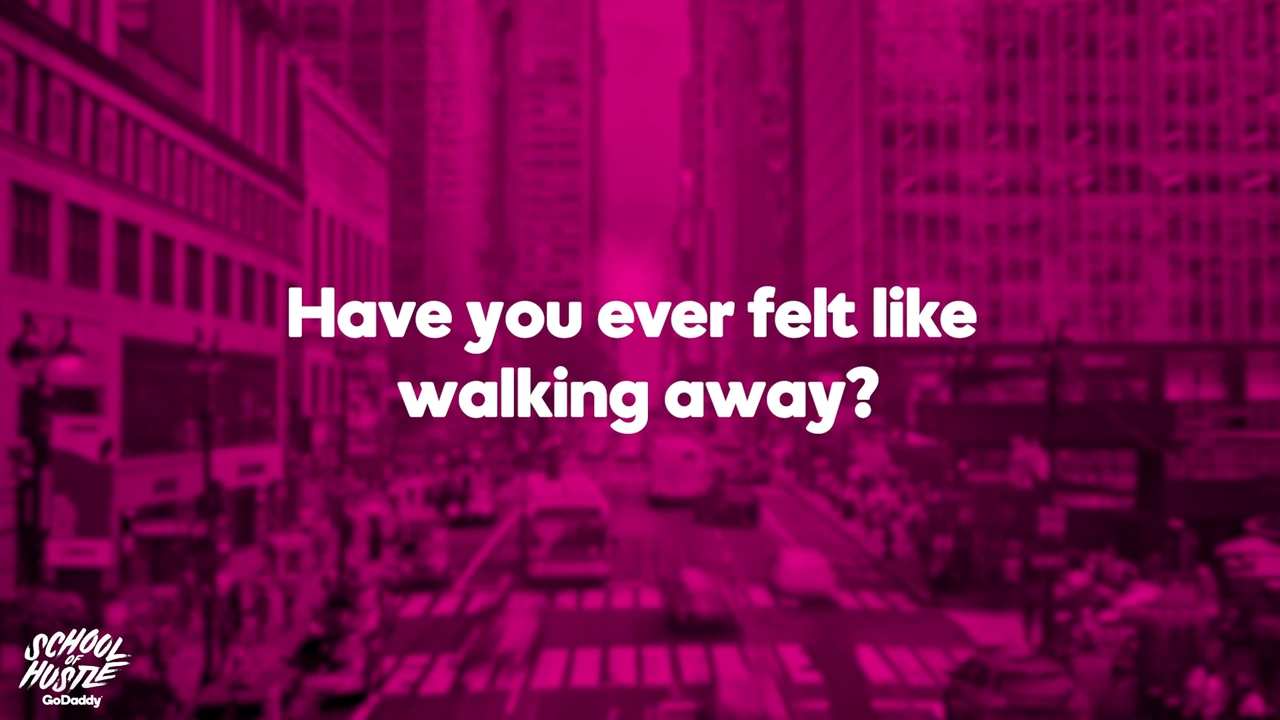 Have you ever felt like
walking away?
SCHOOL
OF
HUSTLE
GoDaddy